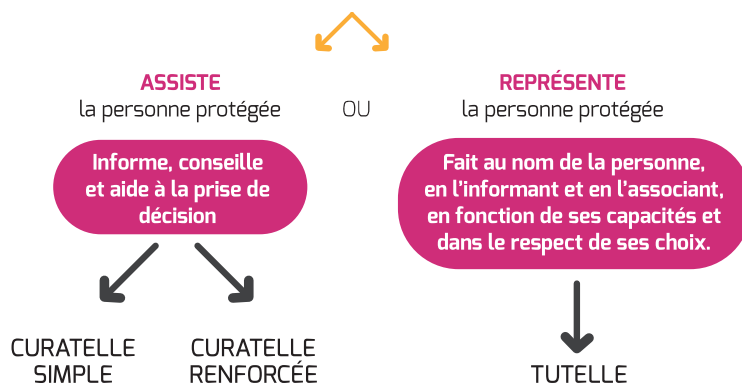 ASSISTE
la personne protégée
OU
REPRÉSENTE
la personne protégée
Informe, conseille
et aide à la prise de
décision
Fait au nom de la personne,
en l'informant et en l'associant,
en fonction de ses capacités et
dans le respect de ses choix.
CURATELLE
SIMPLE
CURATELLE
RENFORCÉE
TUTELLE